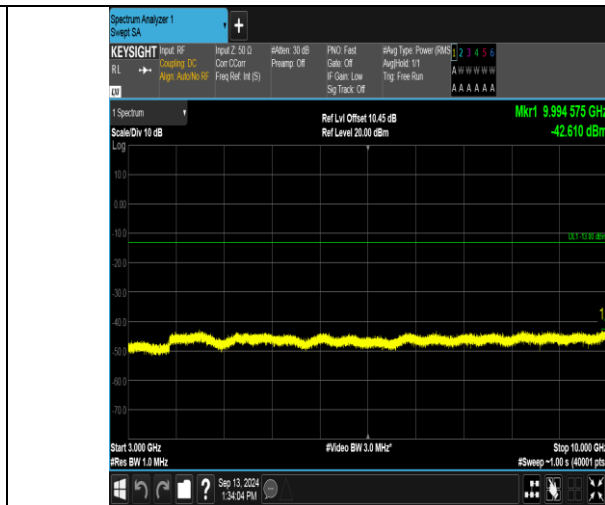 Spectrum Analyzer 1
Swept SA
+
KEYSIGHT Input: RF Input Z: 50 Ω #Atten: 30 dB PNO: Fast #Avg Type: Power (RMS 1 2 3 4 5 6
RL Coupling: DC Corr CCorr Preamp: Off Gate: Off Avg|Hold: 1/1 A W W W W W
Align: Auto/No RF Freq Ref: Int (S) IF Gain: Low Trig: Free Run
Sig Track: Off A A A A A A
LXI
1 Spectrum Ref Lvl Offset 10.45 dB Mkr1 9.994 575 GHz
Scale/Div 10 dB Ref Level 20.00 dBm -42.610 dBm
Log
10.0
0.00
-10.0
DL1 -13.00 dBm
-20.0
-30.0
-40.0
1
-50.0
-60.0
-70.0
Start 3.000 GHz #Video BW 3.0 MHz* Stop 10.000 GHz
#Res BW 1.0 MHz #Sweep ~1.00 s (40001 pts
? Sep 13, 2024
1:34:04 PM